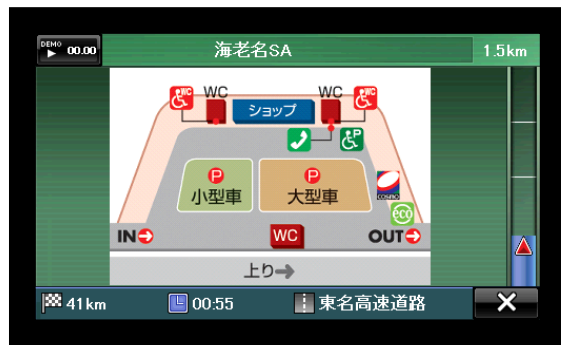 DEMO 00.00 海老名SA 1.5km
WC WC WC WC
ショップ
P
P P
小型車 大型車
COSMO
eco
IN WC OUT
上り
41km 00:55 東名高速道路